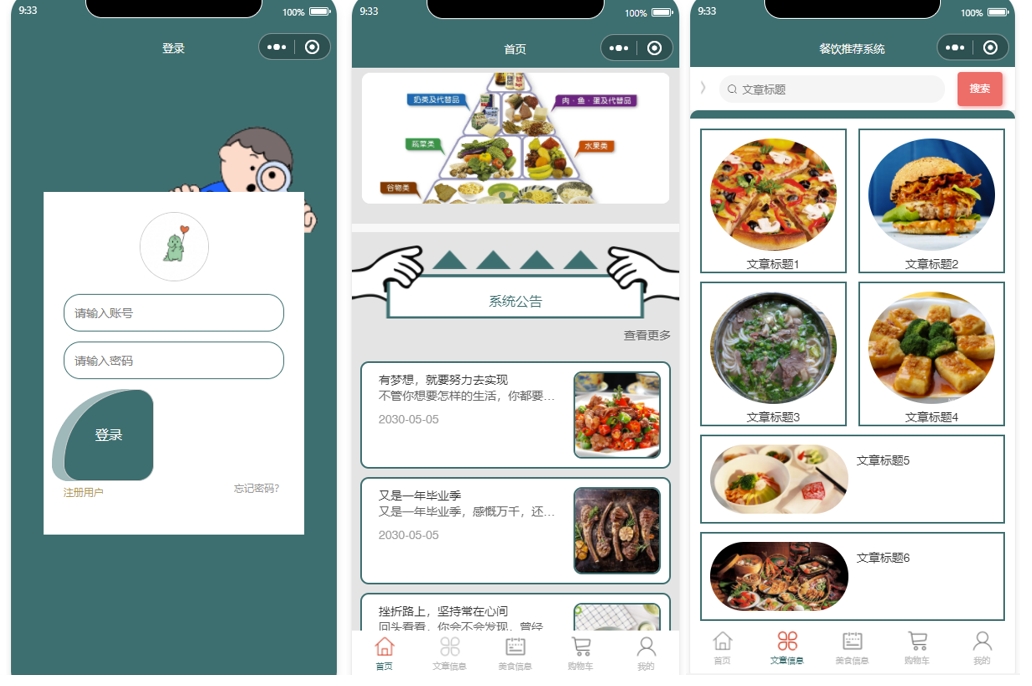 9:33
100%
登录
请输入账号
请输入密码
登录
注册用户
忘记密码?
9:33
100%
首页
奶类及代替品
肉·鱼·蛋及代替品
蔬菜类
水果类
谷物类
系统公告
查看更多
有梦想，就要努力去实现
不管你想要怎样的生活，你都要...
2030-05-05
又是一年毕业季
又是一年毕业季，感慨万千，还...
2030-05-05
挫折路上，坚持常在心间
回头看看，你会不会发现，曾经
首页
文章信息
美食信息
购物车
我的
9:33
100%
餐饮推荐系统
文章标题
搜索
文章标题1
文章标题2
文章标题3
文章标题4
文章标题5
文章标题6
首页
文章信息
美食信息
购物车
我的